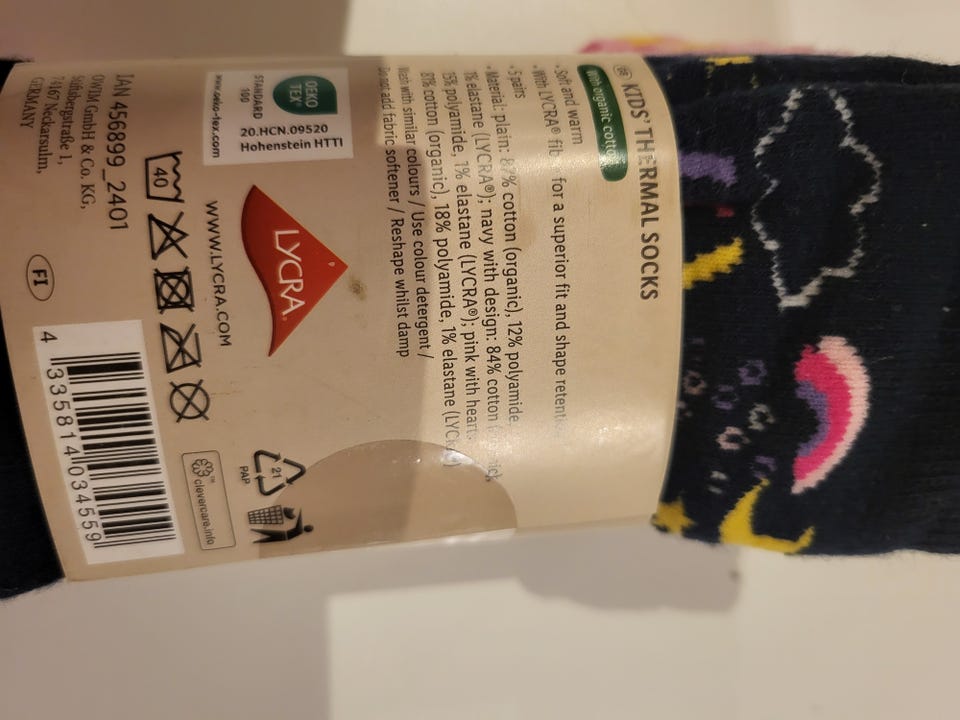 GB KIDS' THERMAL SOCKS
With organic cotton
• Soft and warm
• With LYCRA® for a superior fit and shape
• 5 pairs
• Material: plain: 87% cotton (organic), 12% polyamide,
1% elastane (LYCRA®); navy with design: 84% cotton
15% polyamide, 1% elastane (LYCRA®); pink with
81% cotton (organic), 18% polyamide, 1% elastane
Wash with similar colours / Use colour detergent /
Do not add fabric softener / Reshape whilst damp
LYCRA®
WWW.LYCRA.COM
OEKO
TEX®
STANDARD
100
20.HCN.09520
Hohenstein HTTI
www.oeko-tex.com
40
21
PAP
clevercare.info
IAN 456899_2401
OWIM GmbH & Co. KG,
Stiftsbergstraße 1,
74167 Neckarsulm,
GERMANY
FI
4 335814 034559